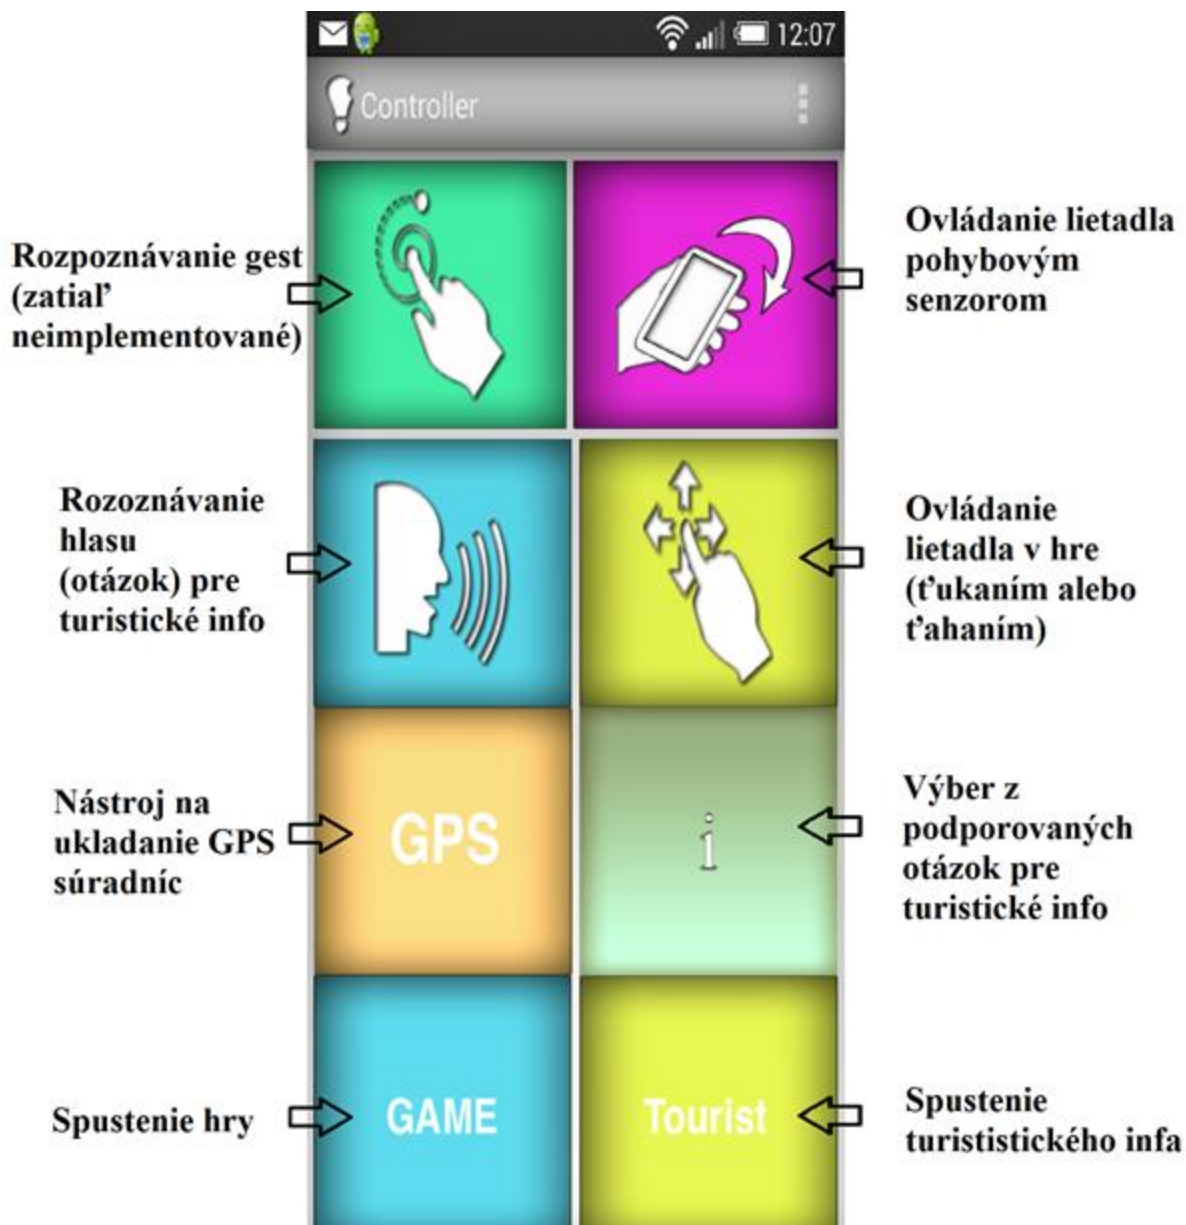 12:07
Controller
Rozpoznávanie gest
(zatiaľ
neimplementované)
Ovládanie lietadla
pohybovým
senzorom
Rozoznávanie
hlasu
(otázok) pre
turistické info
Ovládanie
lietadla v hre
(ťukaním alebo
ťahaním)
Nástroj na
ukladanie GPS
súradníc
GPS
i
Výber z
podporovaných
otázok pre
turistické info
Spustenie hry
GAME
Tourist
Spustenie
turististického infa